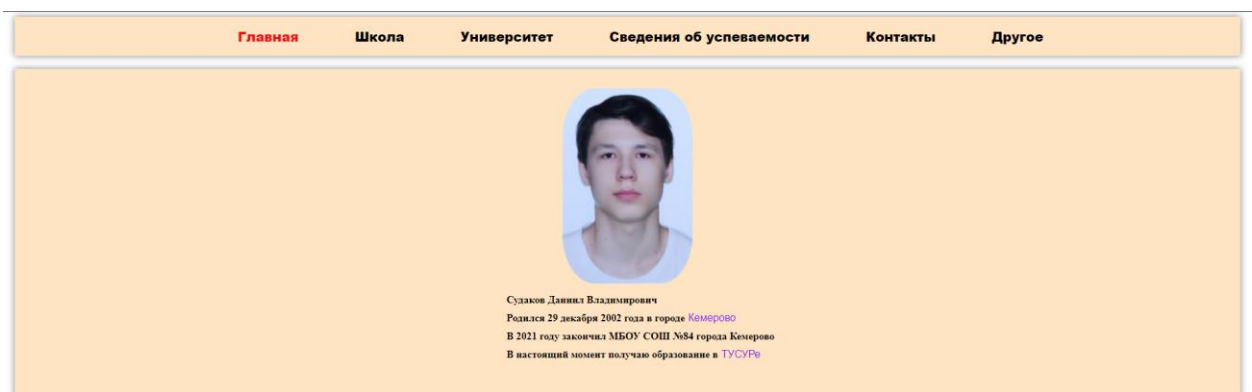 Главная Школа Университет Сведения об успеваемости Контакты Другое
Судаков Даниил Владимирович
Родился 29 декабря 2002 года в городе Кемерово
В 2021 году закончил МБОУ СОШ №84 города Кемерово
В настоящий момент получаю образование в ТУСУРе